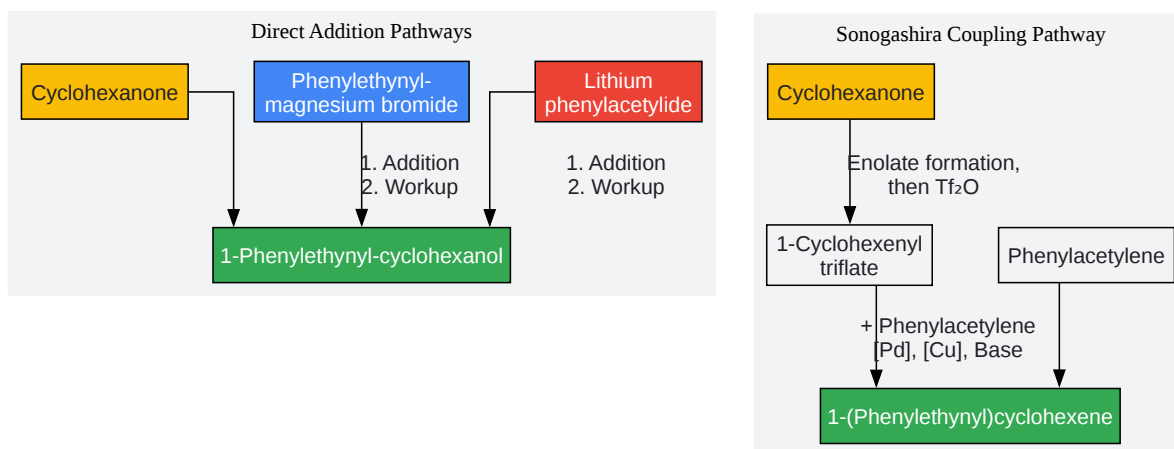 Direct Addition Pathways
Cyclohexanone
Phenylethynyl-
magnesium bromide
Lithium
phenylacetylide
1. Addition
2. Workup
1. Addition
2. Workup
1-Phenylethynyl-cyclohexanol
Sonogashira Coupling Pathway
Cyclohexanone
Enolate formation,
then Tf₂O
1-Cyclohexenyl
triflate
Phenylacetylene
+ Phenylacetylene
[Pd], [Cu], Base
1-(Phenylethynyl)cyclohexene